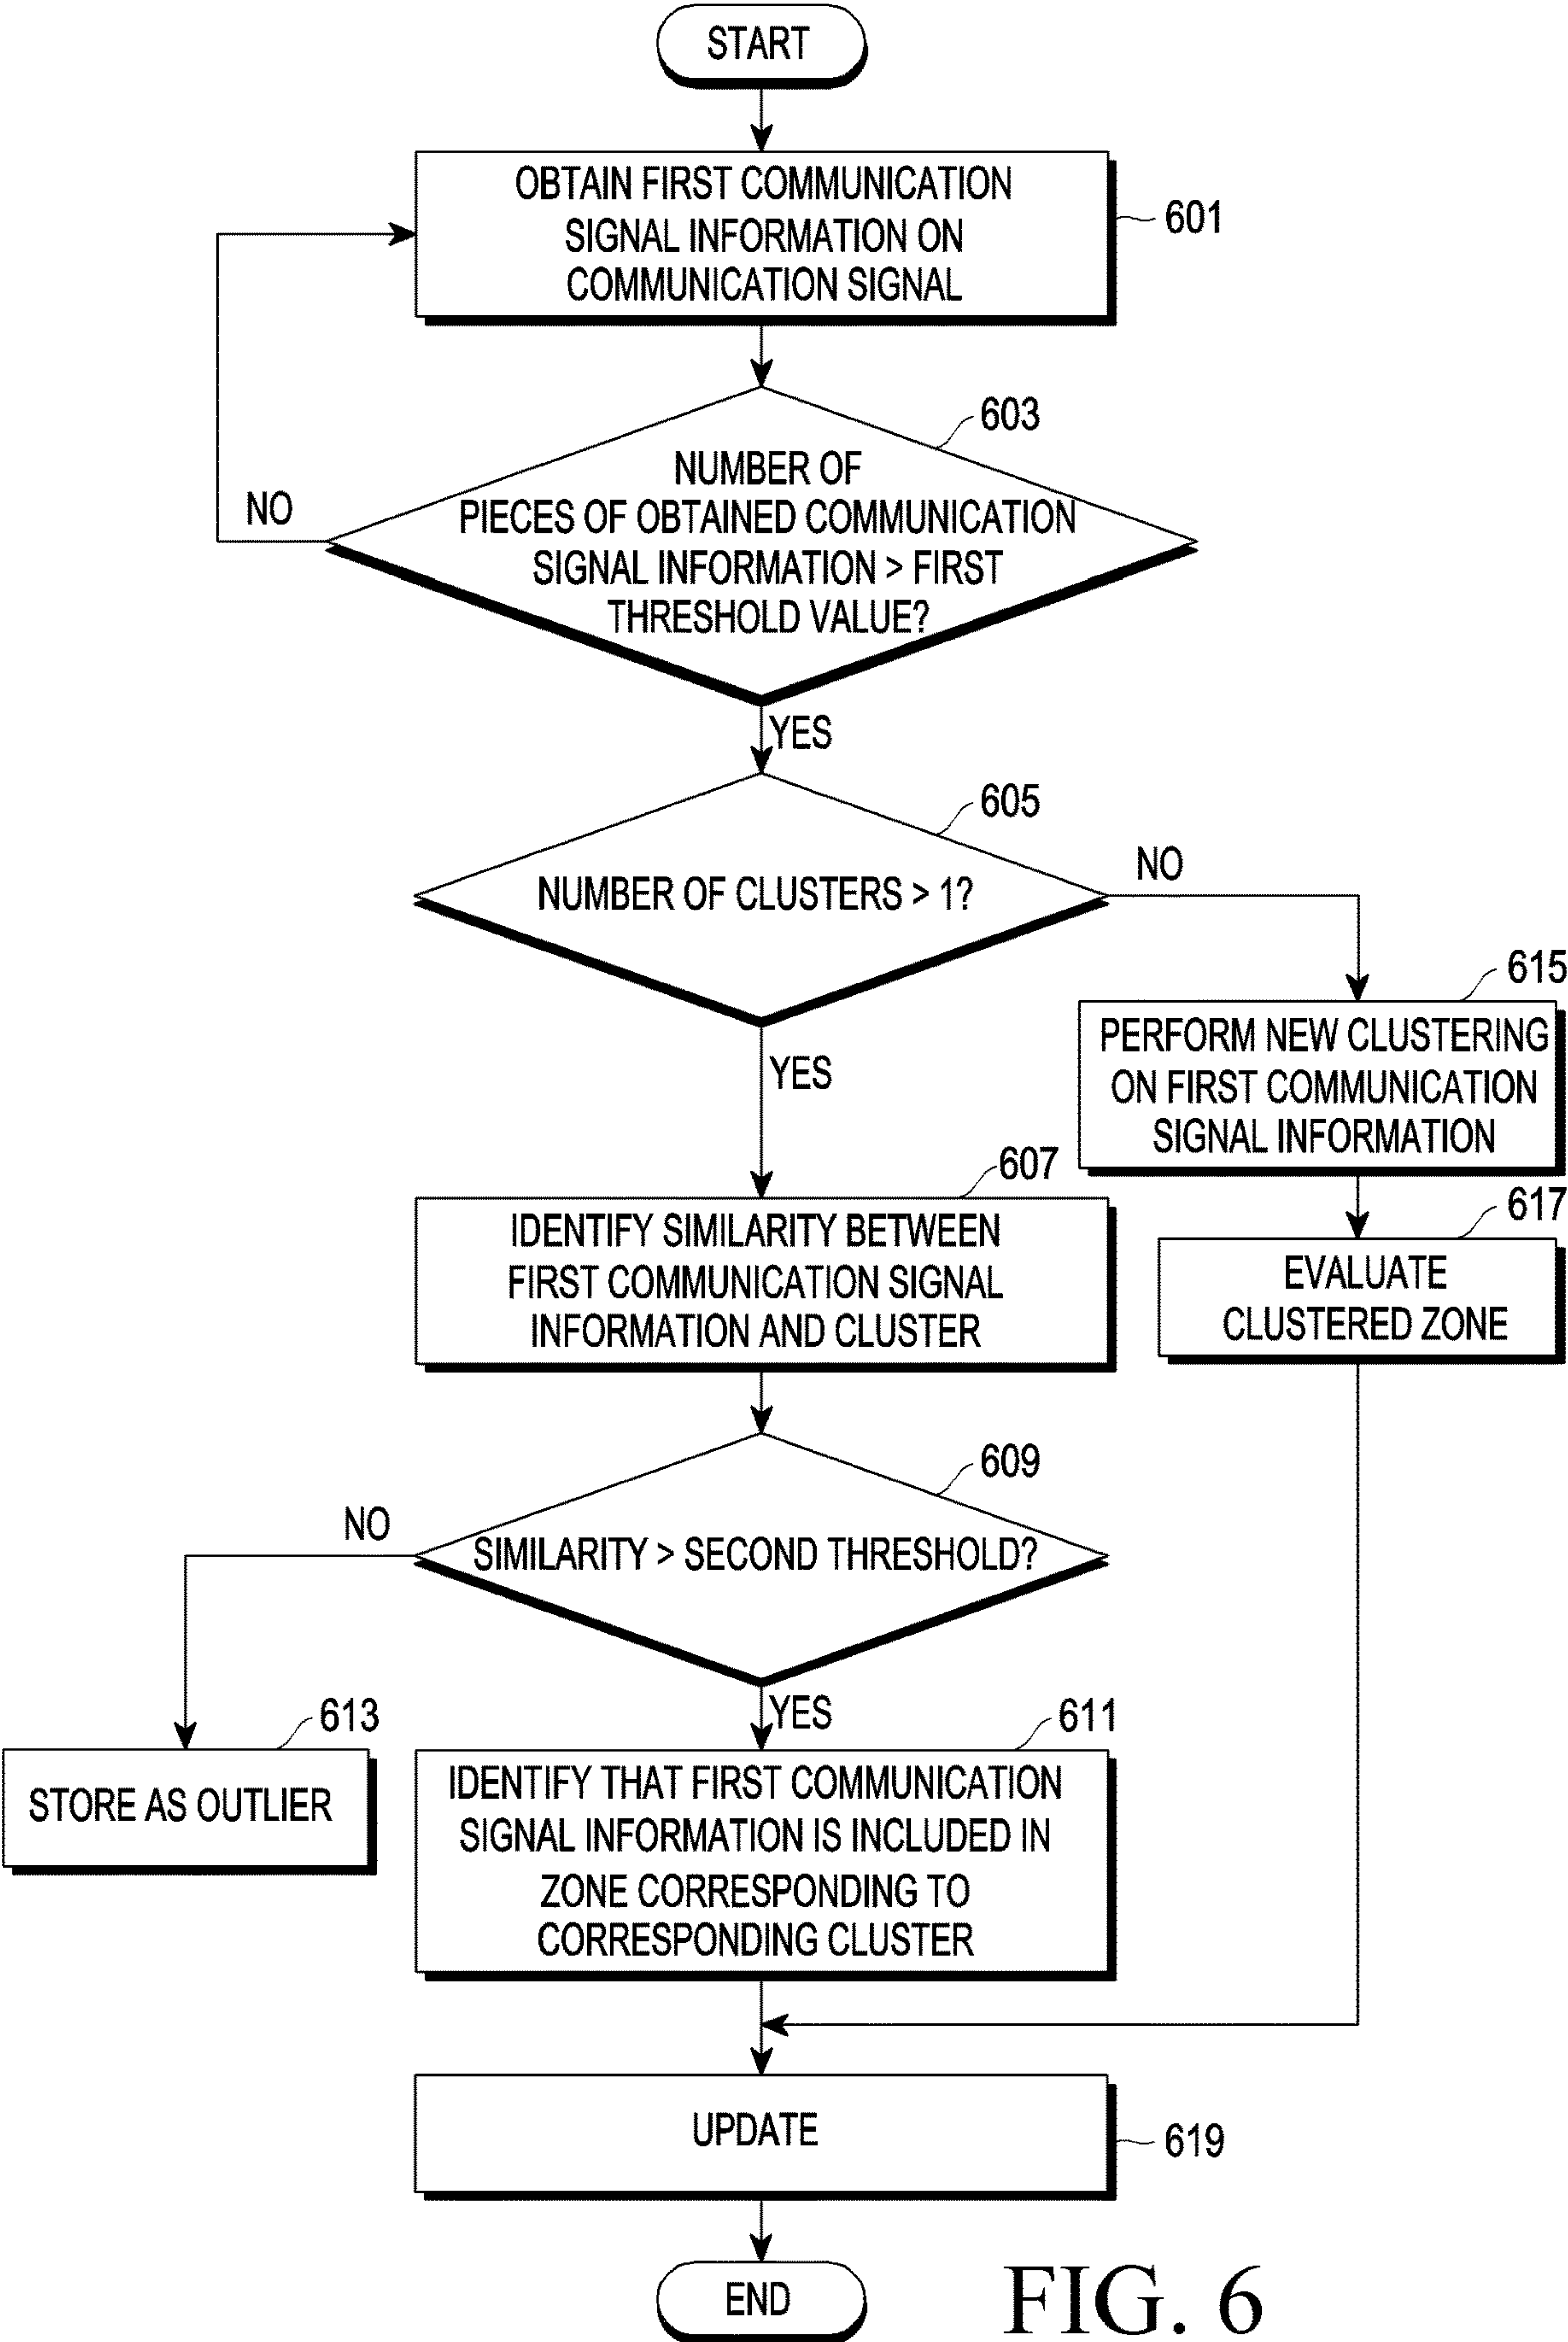 START
OBTAIN FIRST COMMUNICATION
SIGNAL INFORMATION ON
COMMUNICATION SIGNAL
601
603
NUMBER OF
PIECES OF OBTAINED COMMUNICATION
SIGNAL INFORMATION > FIRST
THRESHOLD VALUE?
NO
YES
605
NUMBER OF CLUSTERS > 1?
NO
YES
615
PERFORM NEW CLUSTERING
ON FIRST COMMUNICATION
SIGNAL INFORMATION
607
IDENTIFY SIMILARITY BETWEEN
FIRST COMMUNICATION SIGNAL
INFORMATION AND CLUSTER
617
EVALUATE
CLUSTERED ZONE
609
SIMILARITY > SECOND THRESHOLD?
NO
YES
613
STORE AS OUTLIER
611
IDENTIFY THAT FIRST COMMUNICATION
SIGNAL INFORMATION IS INCLUDED IN
ZONE CORRESPONDING TO
CORRESPONDING CLUSTER
UPDATE
619
END
FIG. 6